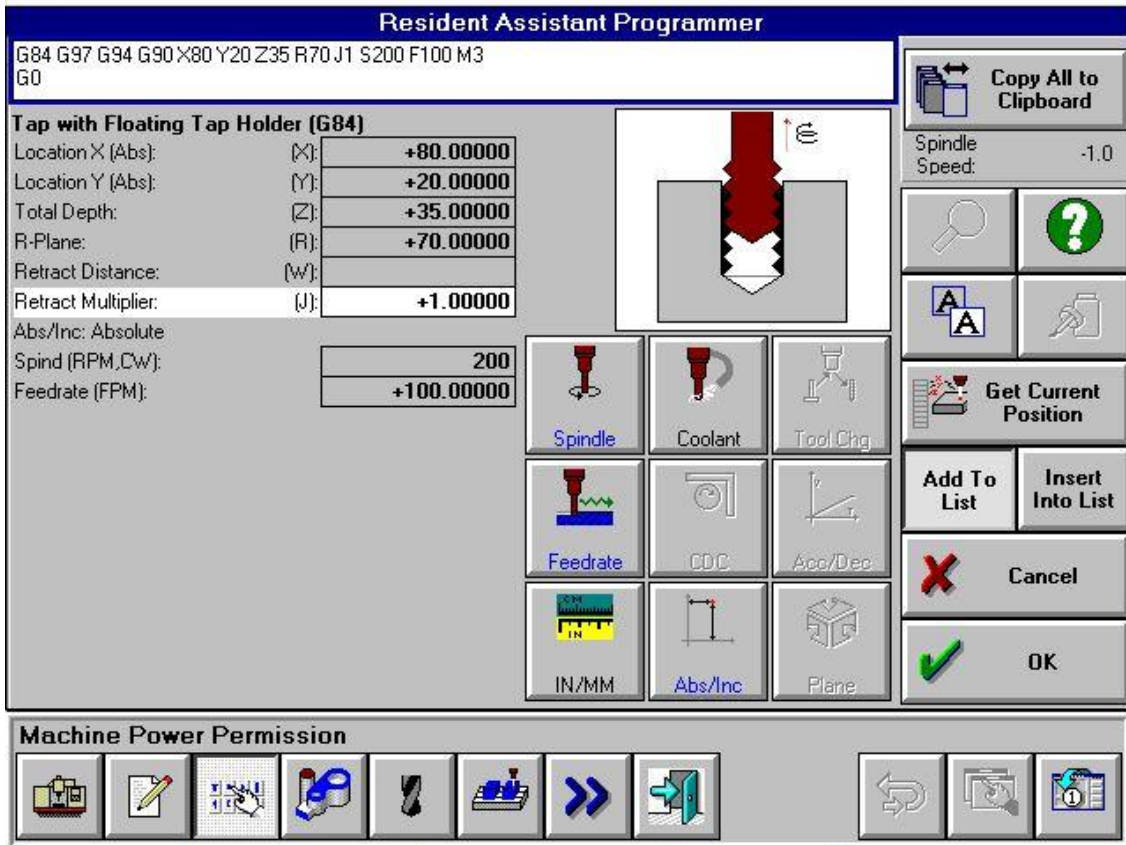 Resident Assistant Programmer
G84 G97 G94 G90 X80 Y20 Z35 R70 J1 S200 F100 M3
G0
Tap with Floating Tap Holder (G84)
Location X (Abs): (X): +80.00000
Location Y (Abs): (Y): +20.00000
Total Depth: (Z): +35.00000
R-Plane: (R): +70.00000
Retract Distance: (W):
Retract Multiplier: (J): +1.00000
Abs/Inc: Absolute
Spind (RPM,CW): 200
Feedrate (FPM): +100.00000
Spindle Coolant Tool Chg
Feedrate CDC Acc/Dec
CM
IN
IN/MM Abs/Inc Plane
Copy All to
Clipboard
Spindle
Speed: -1.0
?
A
A
Get Current
Position
Add To
List
Insert
Into List
Cancel
OK
Machine Power Permission
1